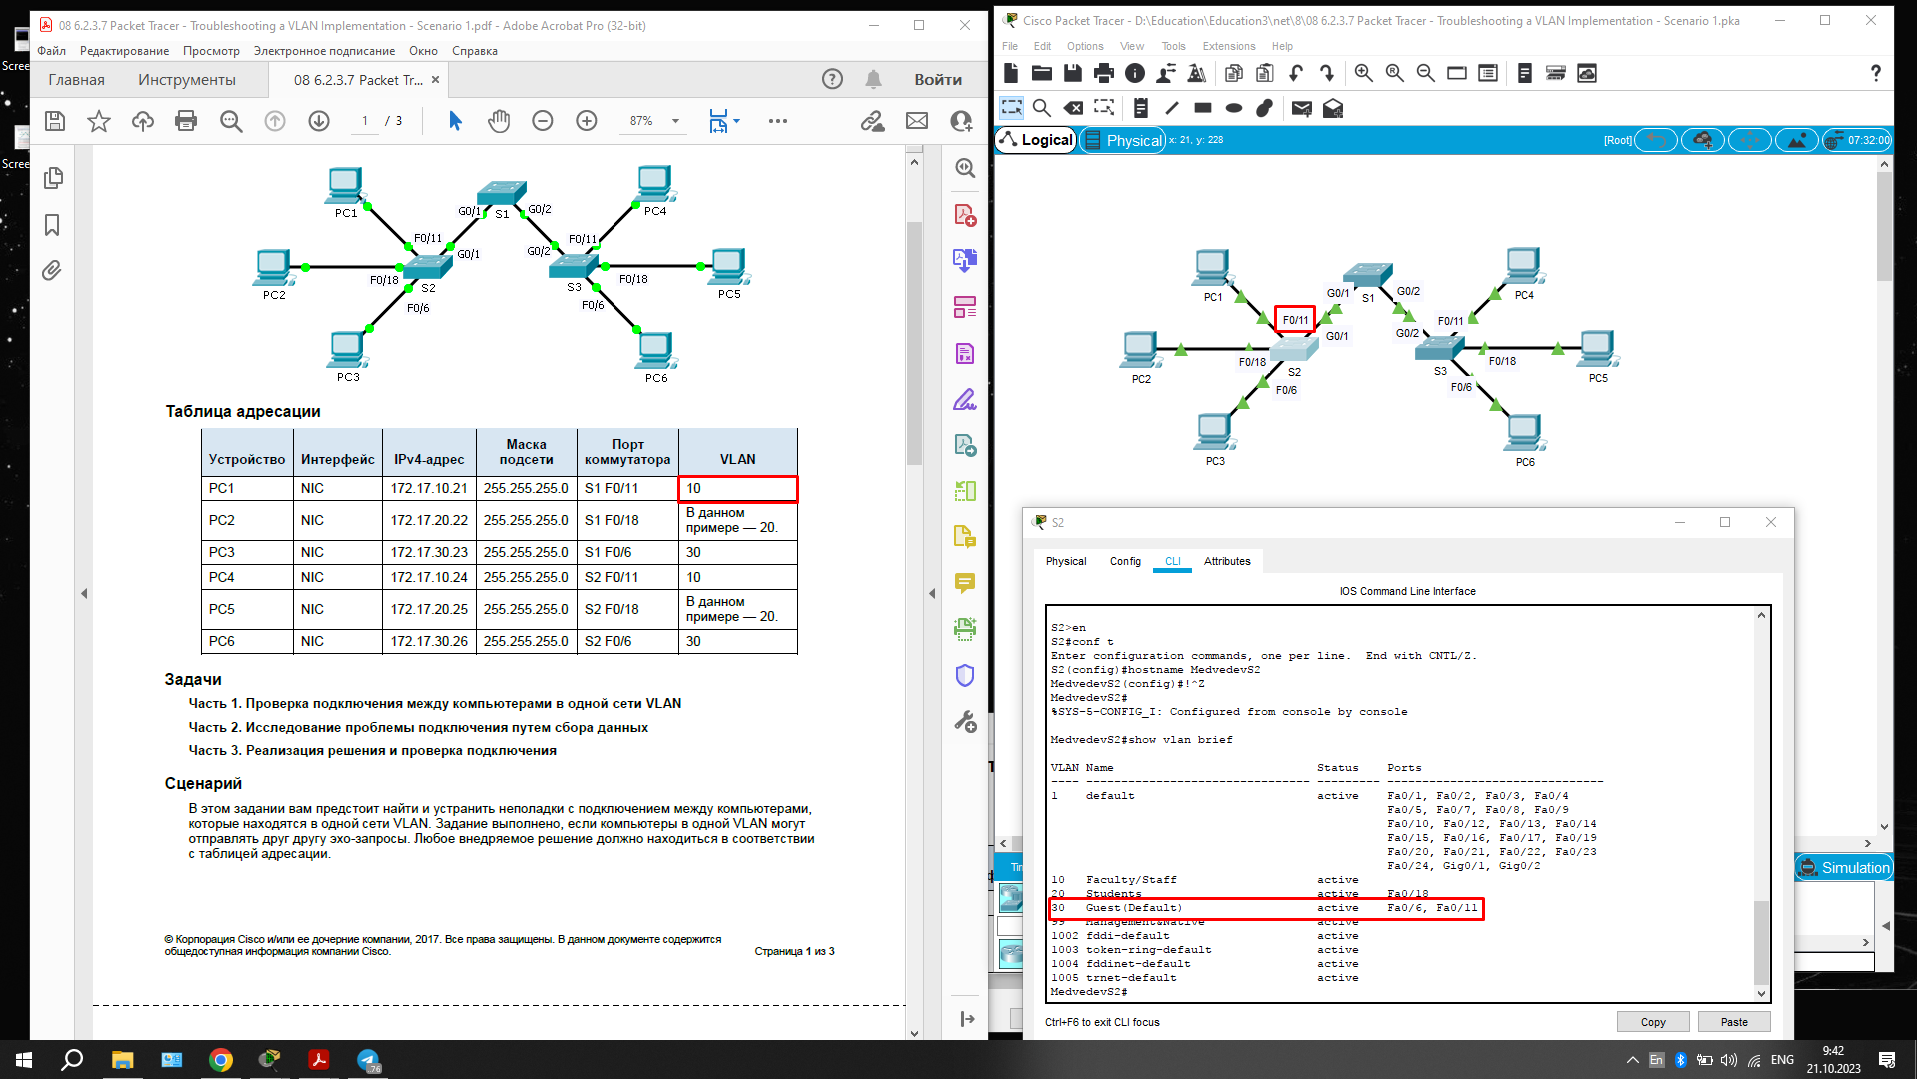 08 6.2.3.7 Packet Tracer - Troubleshooting a VLAN Implementation - Scenario 1.pdf - Adobe Acrobat Pro (32-bit)
Файл Редактирование Просмотр Электронное подписание Окно Справка
Главная Инструменты 08 6.2.3.7 Packet Tr... × Войти
1 / 3 87%
PC1
G0/1
S1
G0/2
PC4
F0/11
G0/1
G0/2
F0/11
PC2
F0/18
S2
S3
F0/18
PC5
F0/6
F0/6
PC3
PC6
Таблица адресации
Устройство Интерфейс IPv4-адрес Маска подсети Порт коммутатора VLAN
PC1 NIC 172.17.10.21 255.255.255.0 S1 F0/11 10
PC2 NIC 172.17.20.22 255.255.255.0 S1 F0/18 В данном примере — 20.
PC3 NIC 172.17.30.23 255.255.255.0 S1 F0/6 30
PC4 NIC 172.17.10.24 255.255.255.0 S2 F0/11 10
PC5 NIC 172.17.20.25 255.255.255.0 S2 F0/18 В данном примере — 20.
PC6 NIC 172.17.30.26 255.255.255.0 S2 F0/6 30
Задачи
Часть 1. Проверка подключения между компьютерами в одной сети VLAN
Часть 2. Исследование проблемы подключения путем сбора данных
Часть 3. Реализация решения и проверка подключения
Сценарий
В этом задании вам предстоит найти и устранить неполадки с подключением между компьютерами,
которые находятся в одной сети VLAN. Задание выполнено, если компьютеры в одной VLAN могут
отправлять друг другу эхо-запросы. Любое внедряемое решение должно находиться в соответствии
с таблицей адресации.
© Корпорация Cisco и/или ее дочерние компании, 2017. Все права защищены. В данном документе содержится
общедоступная информация компании Cisco. Страница 1 из 3
Cisco Packet Tracer - D:\Education\Education3\net\8\08 6.2.3.7 Packet Tracer - Troubleshooting a VLAN Implementation - Scenario 1.pka
File Edit Options View Tools Extensions Help
Logical Physical x: 21, y: 228 [Root] 07:32:00
PC1
G0/1
S1
G0/2
PC4
F0/11
G0/1
G0/2
F0/11
PC2
F0/18
S2
S3
F0/18
PC5
F0/6
F0/6
PC3
PC6
Simulation
S2
Physical Config CLI Attributes
IOS Command Line Interface
S2>en
S2#conf t
Enter configuration commands, one per line. End with CNTL/Z.
S2(config)#hostname MedvedevS2
MedvedevS2(config)#!^Z
MedvedevS2#
%SYS-5-CONFIG_I: Configured from console by console
MedvedevS2#show vlan brief
VLAN Name Status Ports
---- -------------------------------- --------- -------------------------------
1 default active Fa0/1, Fa0/2, Fa0/3, Fa0/4
Fa0/5, Fa0/7, Fa0/8, Fa0/9
Fa0/10, Fa0/12, Fa0/13, Fa0/14
Fa0/15, Fa0/16, Fa0/17, Fa0/19
Fa0/20, Fa0/21, Fa0/22, Fa0/23
Fa0/24, Gig0/1, Gig0/2
10 Faculty/Staff active
20 Students active Fa0/18
30 Guest(Default) active Fa0/6, Fa0/11
99 Management&Native active
1002 fddi-default active
1003 token-ring-default active
1004 fddinet-default active
1005 trnet-default active
MedvedevS2#
Ctrl+F6 to exit CLI focus
Copy Paste
Scree
Scree
Tim
76
En ENG 9:42
21.10.2023